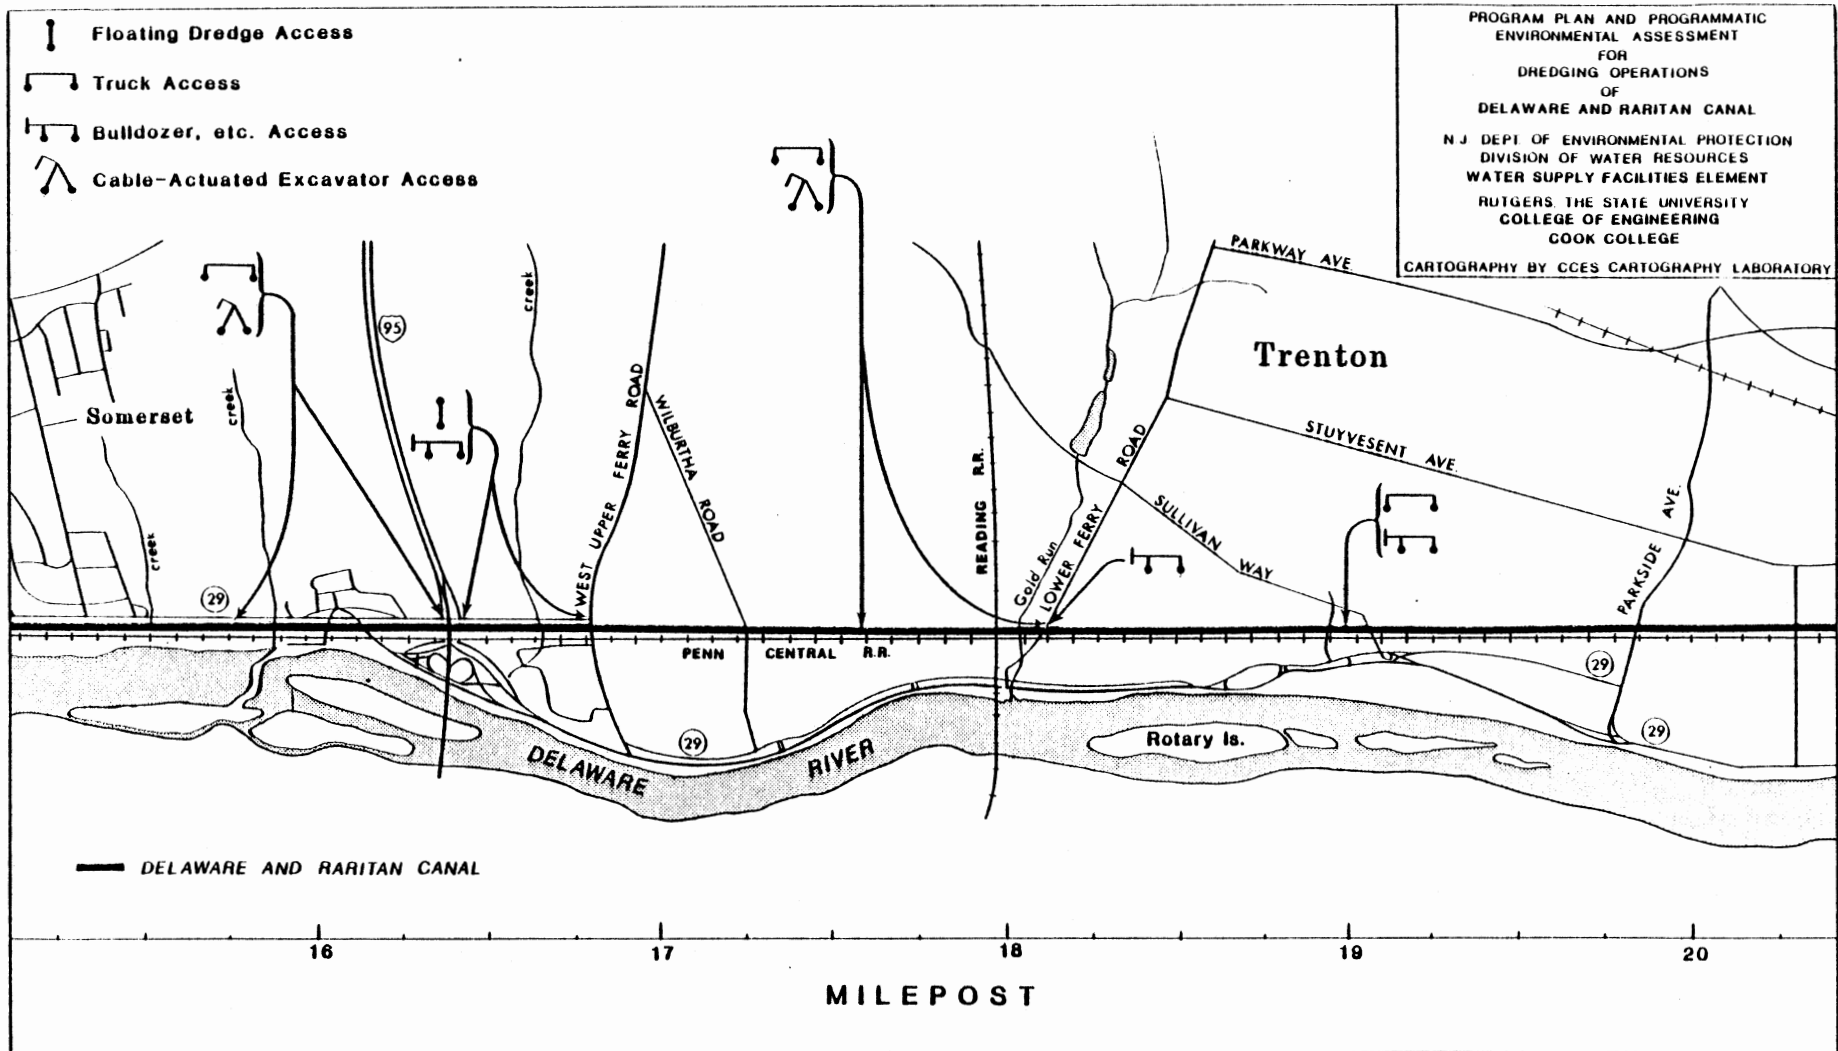 Floating Dredge Access
Truck Access
Bulldozer, etc. Access
Cable-Actuated Excavator Access
PROGRAM PLAN AND PROGRAMMATIC
ENVIRONMENTAL ASSESSMENT
FOR
DREDGING OPERATIONS
OF
DELAWARE AND RARITAN CANAL
N.J DEPT. OF ENVIRONMENTAL PROTECTION
DIVISION OF WATER RESOURCES
WATER SUPPLY FACILITIES ELEMENT
RUTGERS, THE STATE UNIVERSITY
COLLEGE OF ENGINEERING
COOK COLLEGE
CARTOGRAPHY BY CCES CARTOGRAPHY LABORATORY
PARKWAY AVE.
creek
95
Trenton
Somerset
creek
WEST UPPER FERRY ROAD
WILBURTHA ROAD
READING R.R.
STUYVESENT AVE.
creek
Gold Run
LOWER FERRY ROAD
SULLIVAN WAY
PARKSIDE AVE.
29
PENN CENTRAL R.R.
29
29
29
Rotary Is.
DELAWARE RIVER
DELAWARE AND RARITAN CANAL
16 17 18 19 20
MILEPOST